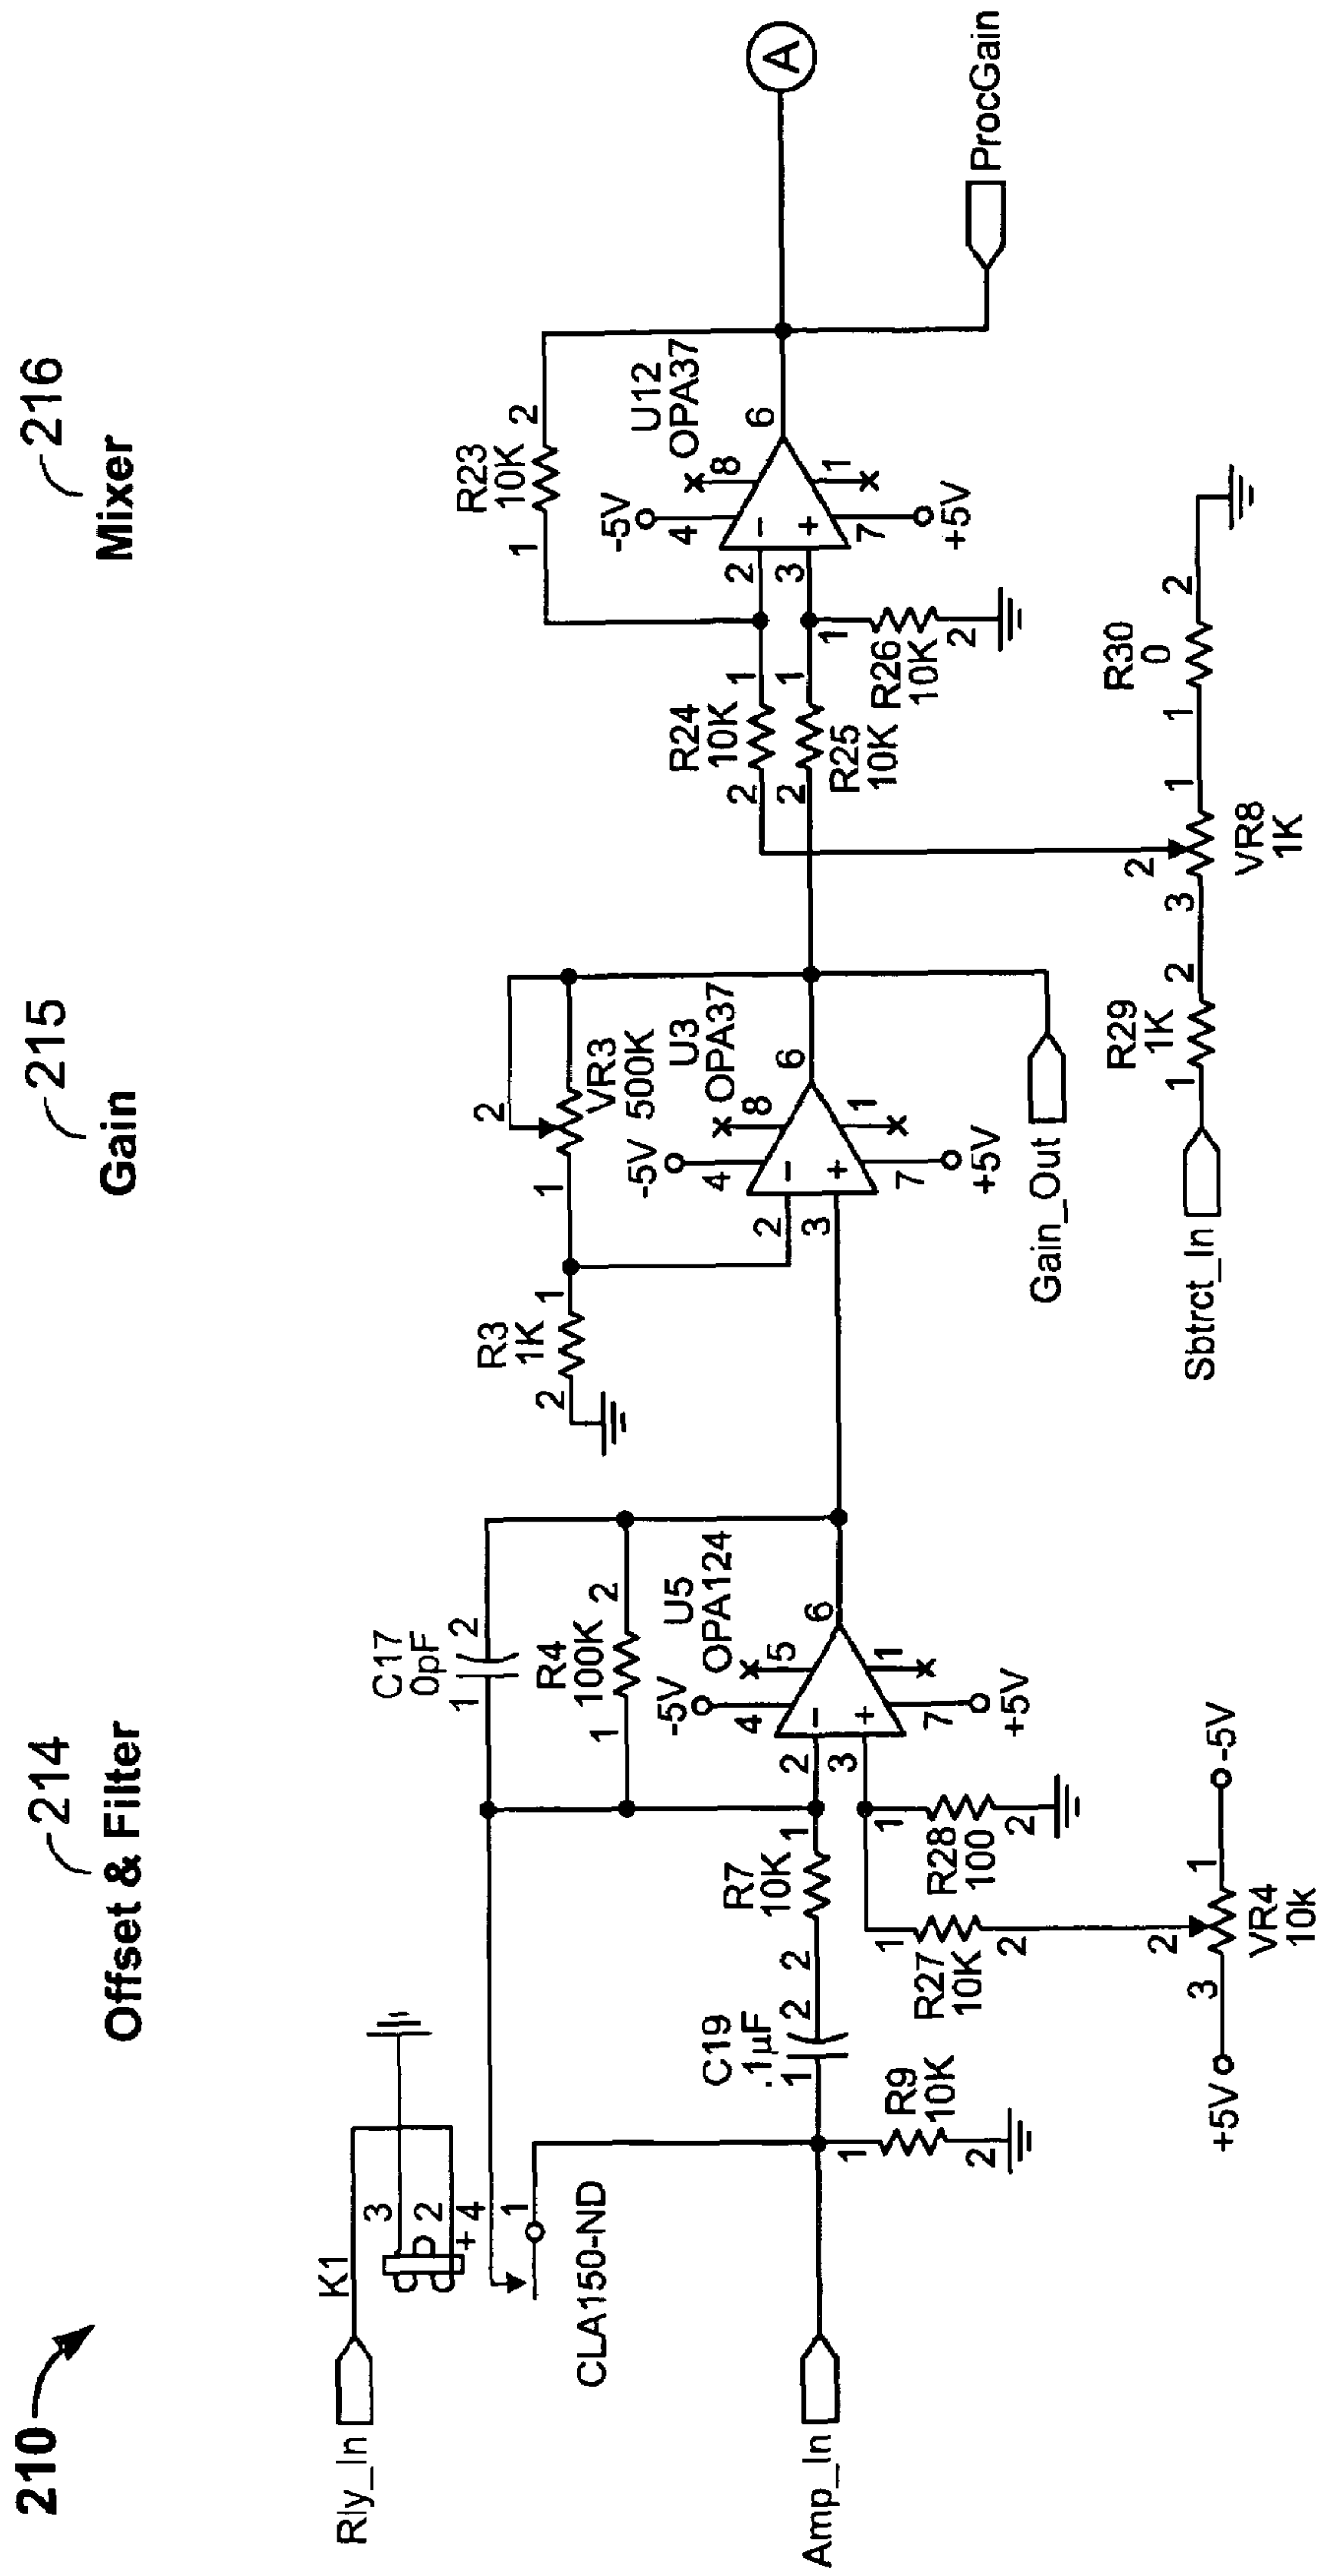 210
214
Offset & Filter
215
Gain
216
Mixer
Rly_In
K1
3
2
+
4
1
CLA150-ND
Amp_In
R9
10K
1
2
C19
.1µF
1
2
R7
10K
2
1
C17
0pF
1
2
R4
100K
1
2
U5
OPA124
-5V
4
5
2
-
3
+
6
7
1
+5V
R27
10K
1
2
R28
100
1
2
+5V
3
2
1
-5V
VR4
10k
R3
1K
2
1
VR3
500K
1
2
U3
OPA37
-5V
4
8
2
-
3
+
6
7
1
+5V
Gain_Out
Sbtrct_In
R29
1K
1
2
VR8
1K
3
2
1
R30
0
1
2
R24
10K
2
1
R25
10K
2
1
R26
10K
1
2
R23
10K
1
2
U12
OPA37
-5V
4
8
2
-
3
+
6
7
1
+5V
A
ProcGain